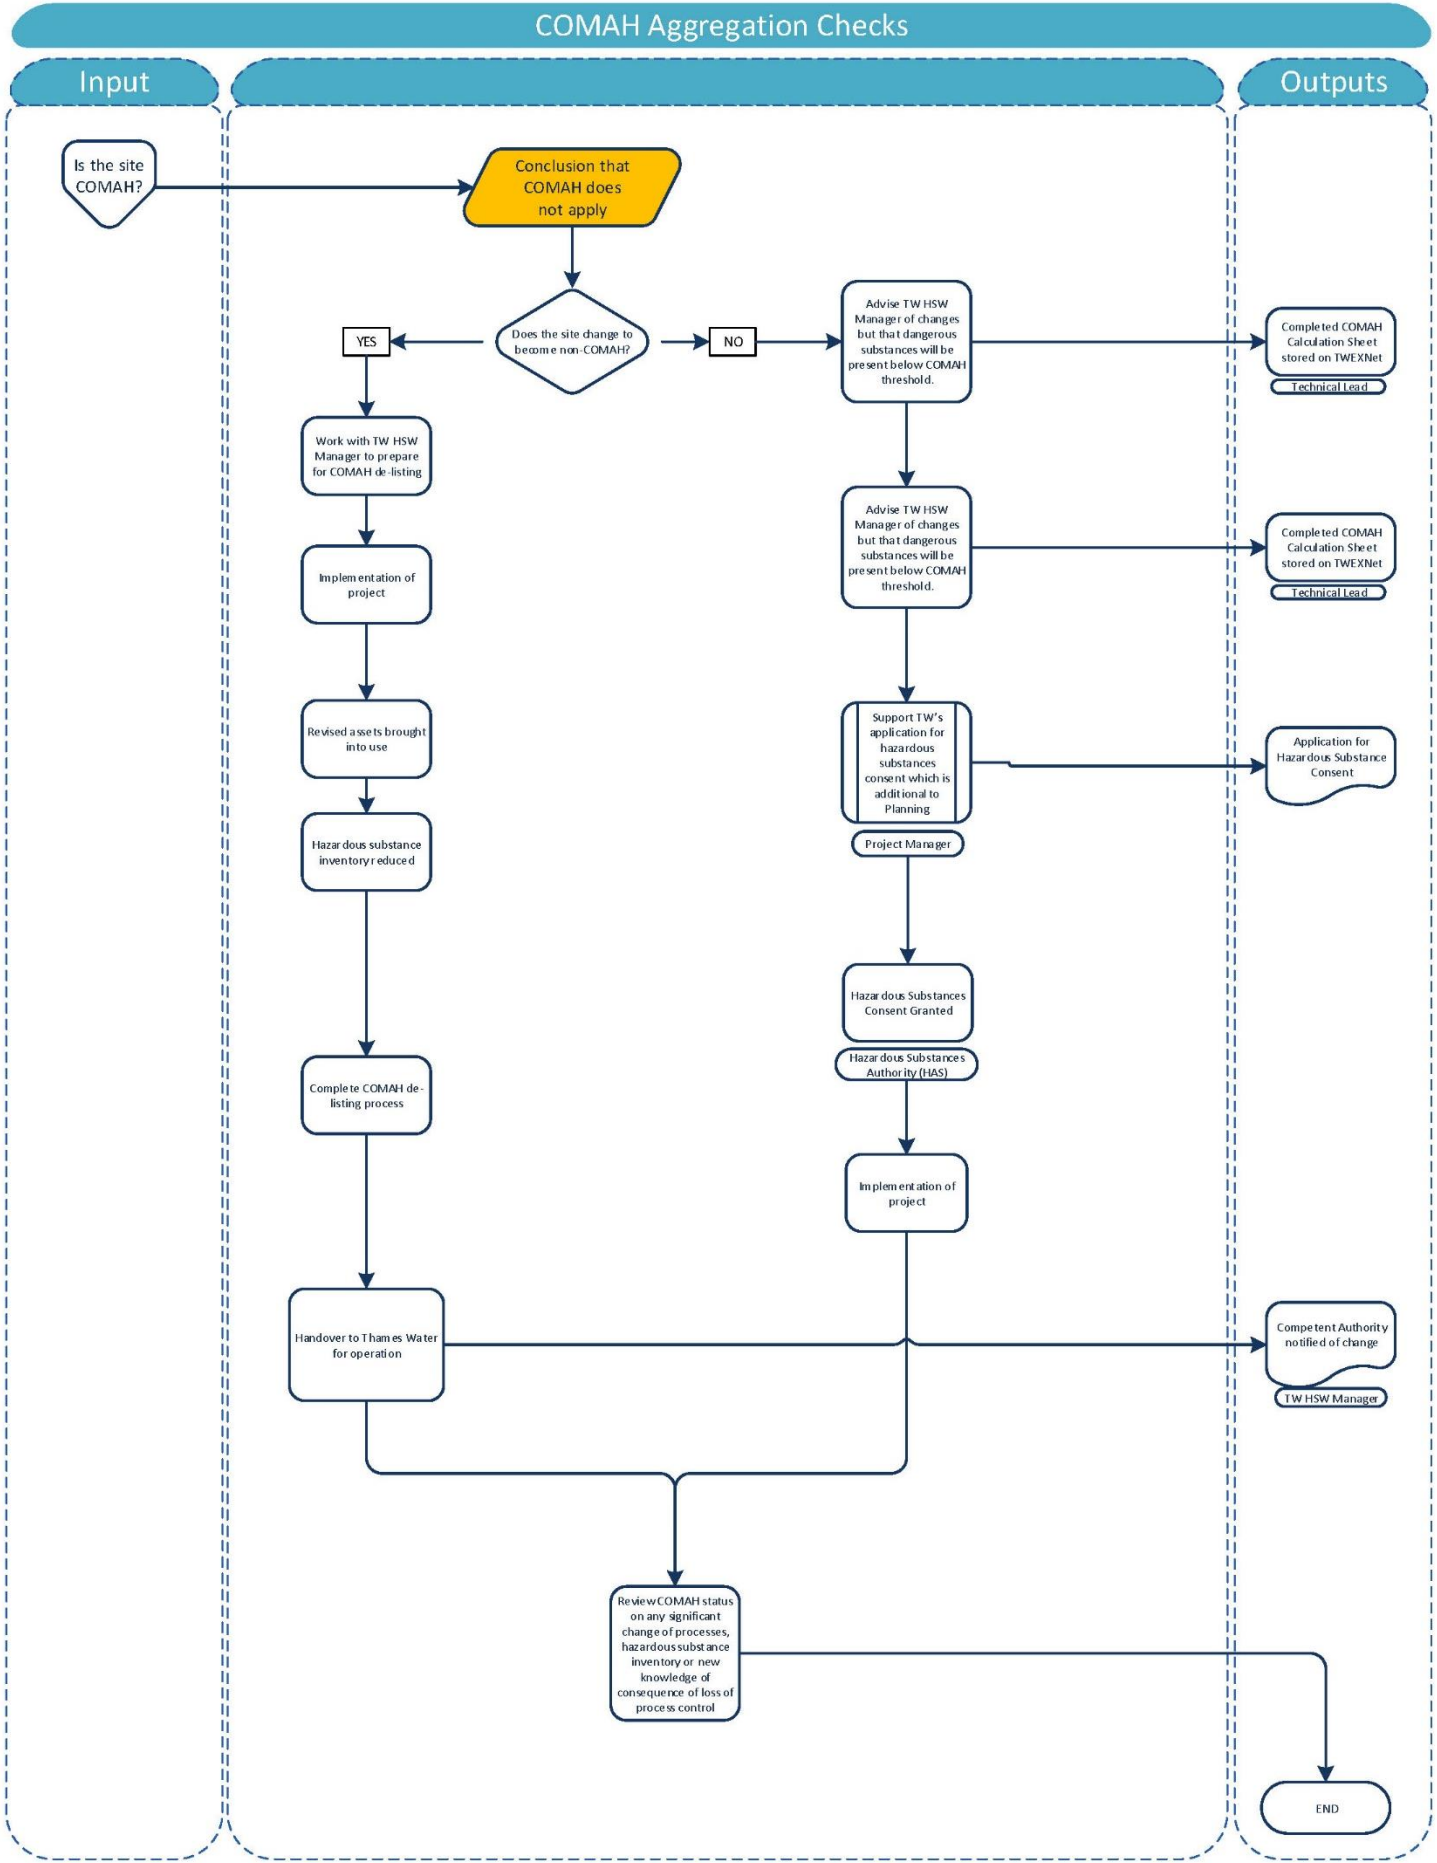 COMAH Aggregation Checks
Input
Outputs
Is the site
COMAH?
Conclusion that
COMAH does
not apply
Does the site change to
become non-COMAH?
YES
NO
Advise TW HSW
Manager of changes
but that dangerous
substances will be
present below COMAH
threshold.
Completed COMAH
Calculation Sheet
stored on TWEXNet
Technical Lead
Work with TW HSW
Manager to prepare
for COMAH de-listing
Advise TW HSW
Manager of changes
but that dangerous
substances will be
present below COMAH
threshold.
Completed COMAH
Calculation Sheet
stored on TWEXNet
Technical Lead
Implementation of
project
Revised assets brought
into use
Support TW's
application for
hazardous
substances
consent which is
additional to
Planning
Project Manager
Application for
Hazardous Substance
Consent
Hazardous substance
inventory reduced
Hazardous Substances
Consent Granted
Hazardous Substances
Authority (HAS)
Complete COMAH de-
listing process
Implementation of
project
Handover to Thames Water
for operation
Competent Authority
notified of change
TW HSW Manager
Review COMAH status
on any significant
change of processes,
hazardous substance
inventory or new
knowledge of
consequence of loss of
process control
END